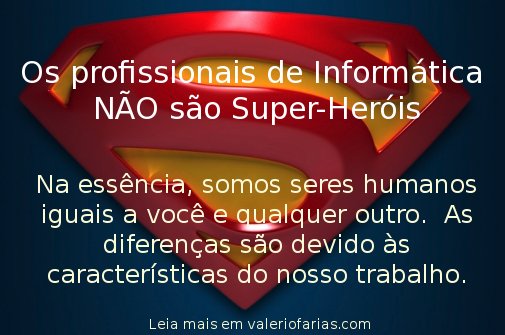 Os profissionais de Informática
NÃO são Super-Heróis
Na essência, somos seres humanos
iguais a você e qualquer outro.  As
diferenças são devido às
características do nosso trabalho.
Leia mais em valeriofarias.com